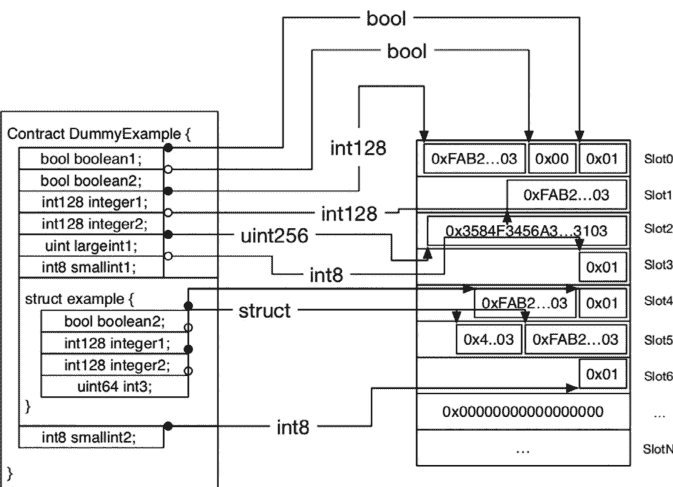 bool
bool
Contract DummyExample {
bool boolean1;
bool boolean2;
int128 integer1;
int128 integer2;
uint largeint1;
int8 smallint1;
struct example {
bool boolean2;
int128 integer1;
int128 integer2;
uint64 int3;
}
int8 smallint2;
}
int128
int128
uint256
int8
struct
int8
0xFAB2...03 0x00 0x01 Slot0
0xFAB2...03 Slot1
0x3584F3456A3...3103 Slot2
0x01 Slot3
0xFAB2...03 0x01 Slot4
0x4..03 0xFAB2...03 Slot5
0x01 Slot6
0x00000000000000000 ...
... SlotN